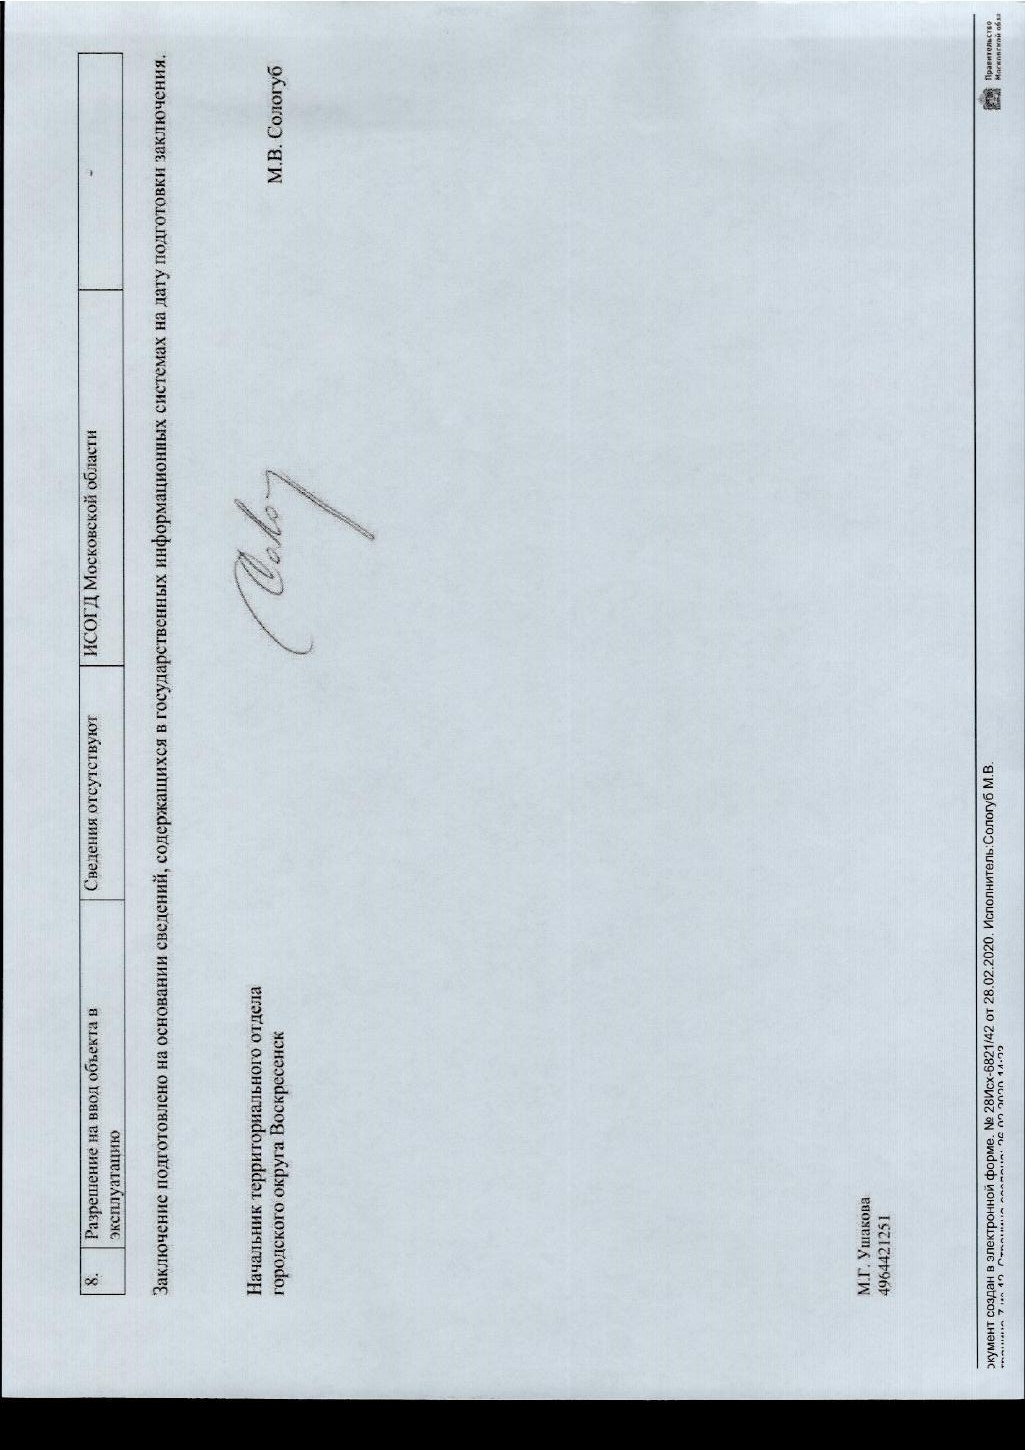 8. Разрешение на ввод объекта в Сведения отсутствуют ИСОГД Московской области -
эксплуатацию
Заключение подготовлено на основании сведений, содержащихся в государственных информационных системах на дату подготовки заключения.
Начальник территориального отдела
городского округа Воскресенск М.В. Сологуб
М.Г. Ушакова
4964421251
окумент создан в электронной форме. № 28Исх-6821/42 от 28.02.2020. Исполнитель:Сологуб М.В.
Правительство
Московской обла